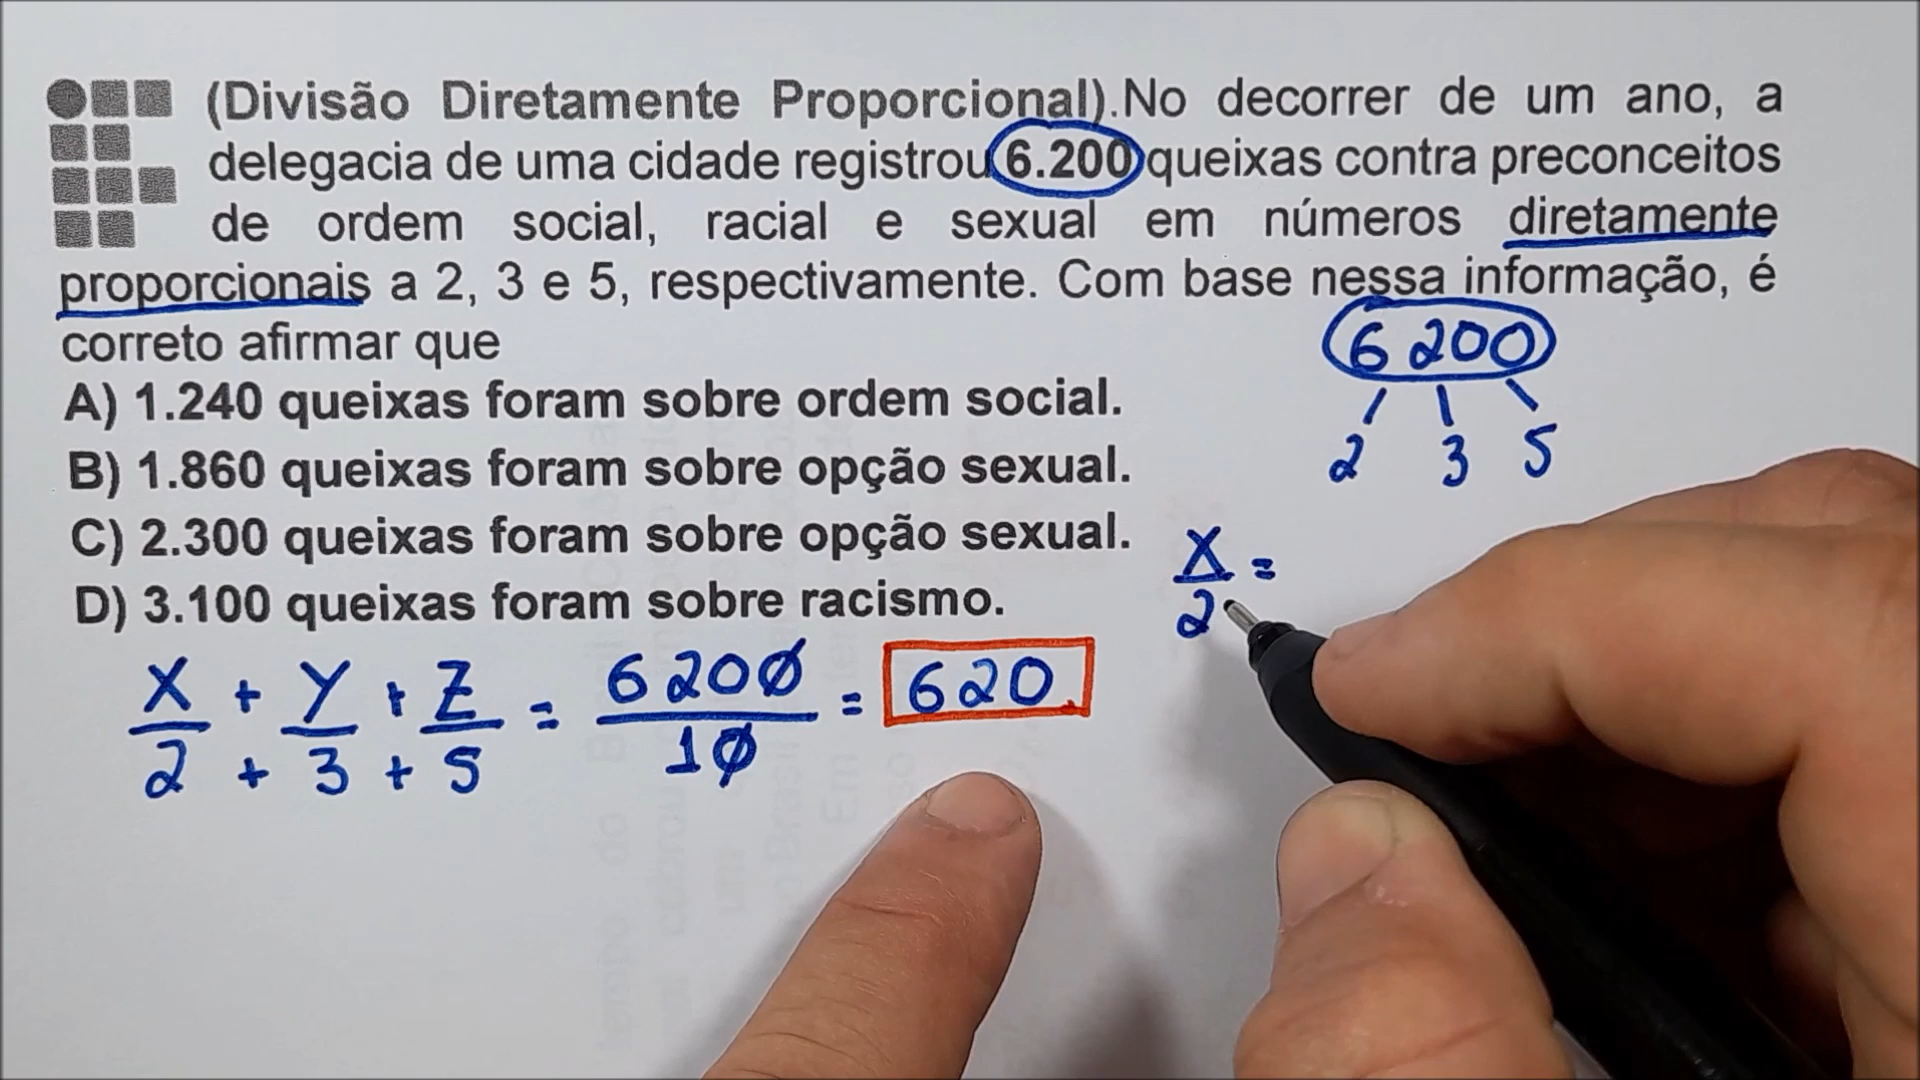 (Divisão Diretamente Proporcional).No decorrer de um ano, a
delegacia de uma cidade registrou 6.200 queixas contra preconceitos
de ordem social, racial e sexual em números diretamente
proporcionais a 2, 3 e 5, respectivamente. Com base nessa informação, é
correto afirmar que
A) 1.240 queixas foram sobre ordem social.
B) 1.860 queixas foram sobre opção sexual.
C) 2.300 queixas foram sobre opção sexual.
D) 3.100 queixas foram sobre racismo.
6200
2 3 5
X =
2
X + Y + Z = 6200 = 620
2 + 3 + 5 10